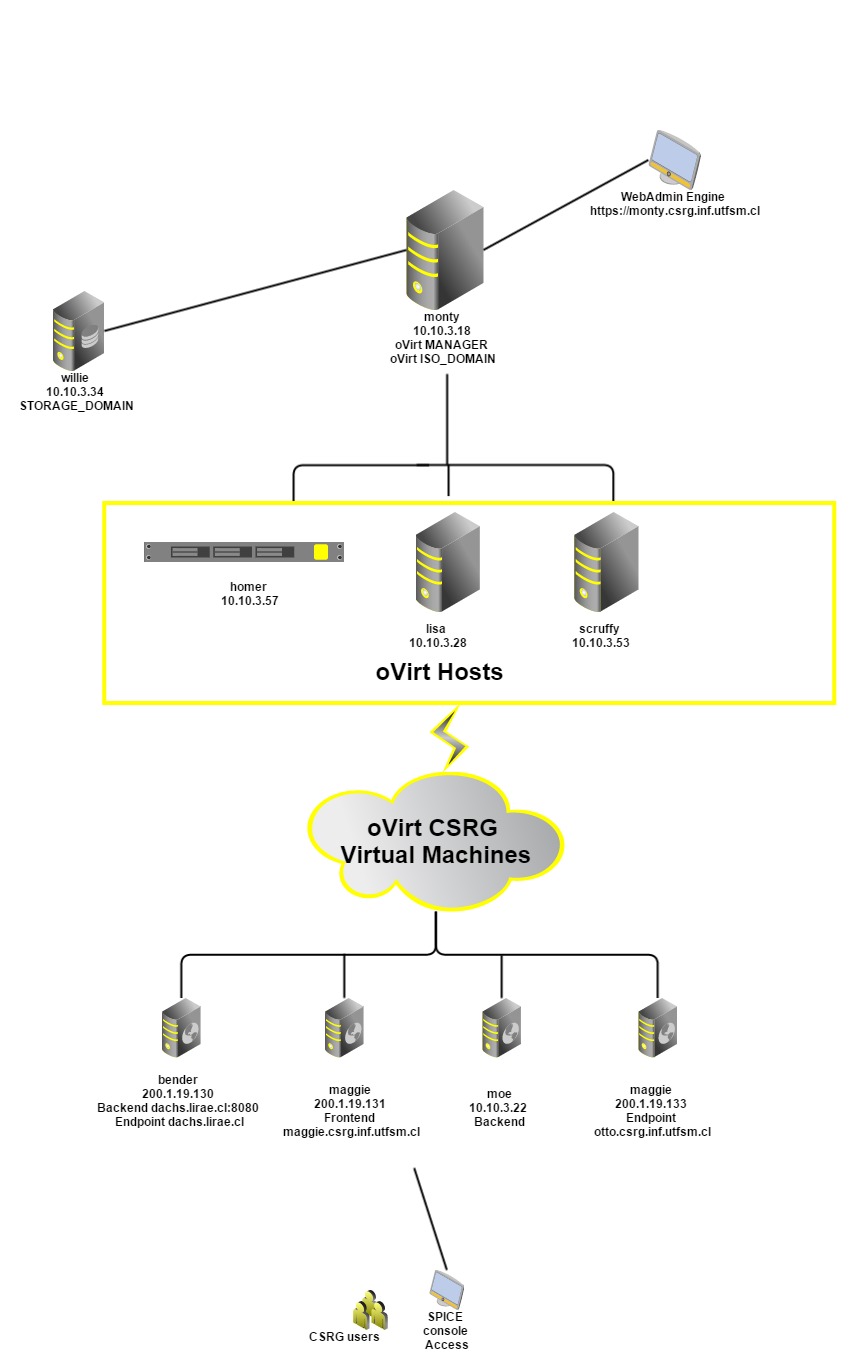 WebAdmin Engine
https://monty.csrg.inf.utfsm.cl
monty
10.10.3.18
oVirt MANAGER
oVirt ISO_DOMAIN
willie
10.10.3.34
STORAGE_DOMAIN
homer
10.10.3.57
lisa
10.10.3.28
scruffy
10.10.3.53
oVirt Hosts
oVirt CSRG
Virtual Machines
bender
200.1.19.130
Backend dachs.lirae.cl:8080
Endpoint dachs.lirae.cl
maggie
200.1.19.131
Frontend
maggie.csrg.inf.utfsm.cl
moe
10.10.3.22
Backend
maggie
200.1.19.133
Endpoint
otto.csrg.inf.utfsm.cl
CSRG users
SPICE
console
Access